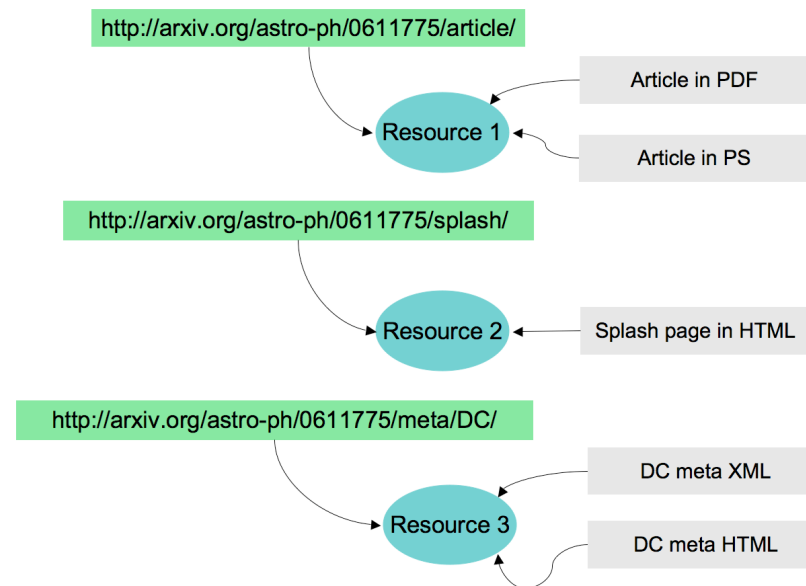 http://arxiv.org/astro-ph/0611775/article/
Article in PDF
Resource 1
Article in PS
http://arxiv.org/astro-ph/0611775/splash/
Resource 2
Splash page in HTML
http://arxiv.org/astro-ph/0611775/meta/DC/
DC meta XML
Resource 3
DC meta HTML